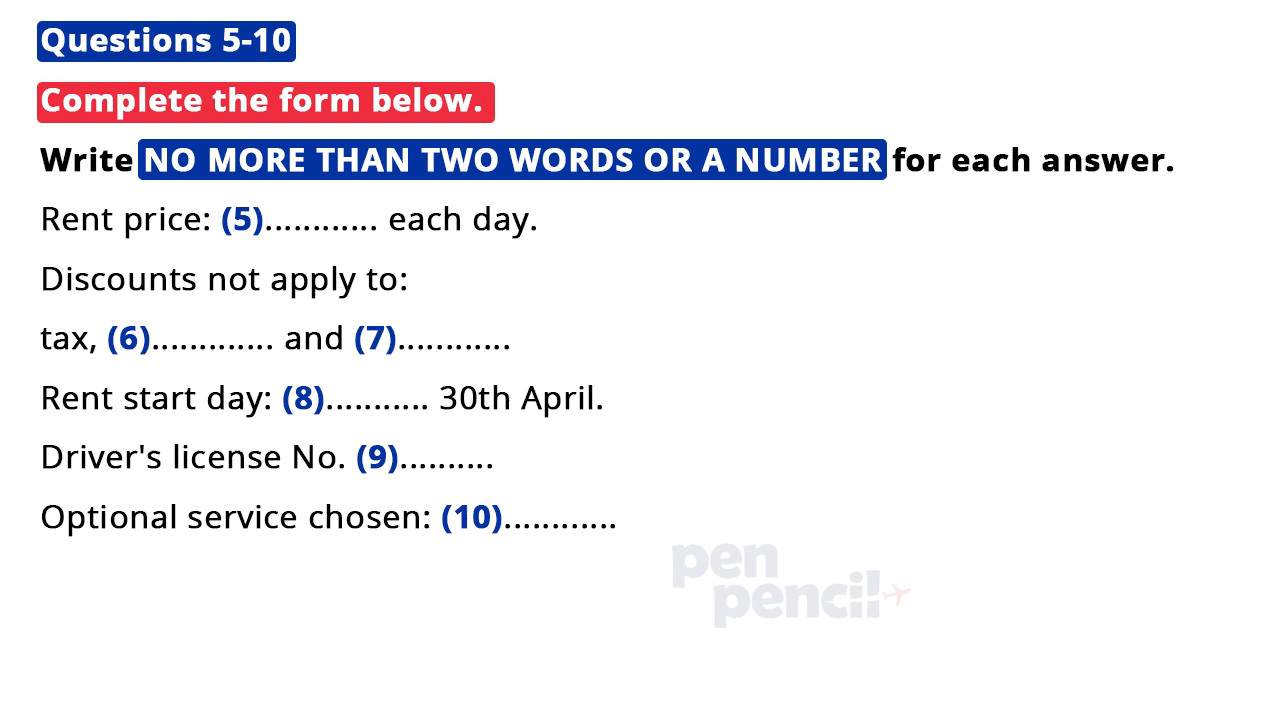 Questions 5-10
Complete the form below.
Write NO MORE THAN TWO WORDS OR A NUMBER for each answer.
Rent price: (5)............ each day.
Discounts not apply to:
tax, (6)............. and (7)............
Rent start day: (8)........... 30th April.
Driver's license No. (9)..........
Optional service chosen: (10)............
pen
pencil